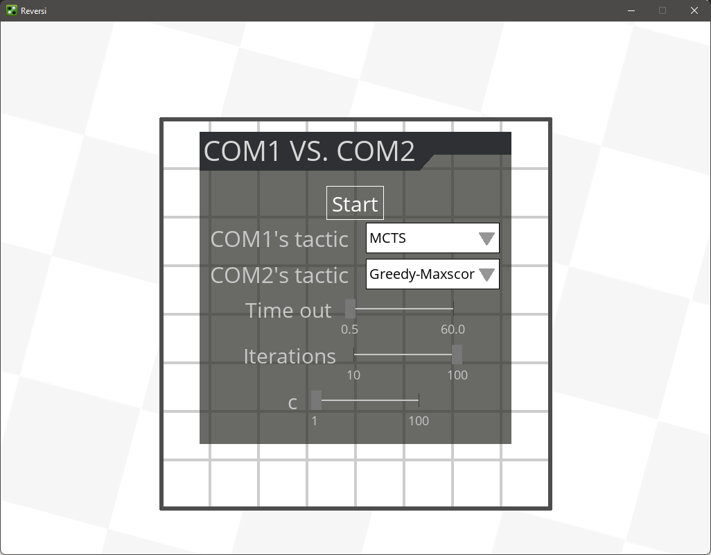 Reversi
COM1 VS. COM2
Start
COM1's tactic MCTS
COM2's tactic Greedy-Maxscor
Time out
0.5 60.0
Iterations
10 100
c
1 100